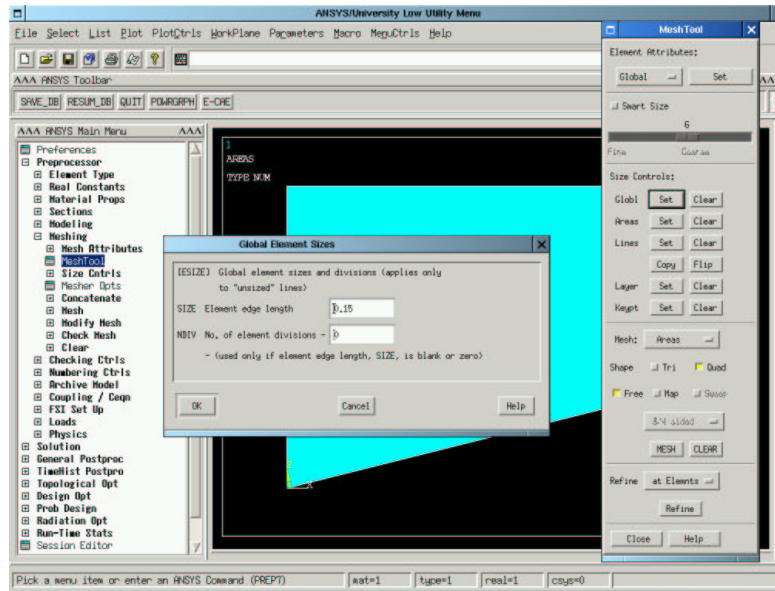 ANSYS/University Low Utility Menu
File Select List Plot PlotCtrls WorkPlane Parameters Macro MenuCtrls Help
ANSYS Toolbar
SAVE_DB RESUM_DB QUIT POWRGRPH E-CAE
ANSYS Main Menu
Preferences
Preprocessor
Element Type
Real Constants
Material Props
Sections
Modeling
Meshing
Mesh Attributes
MeshTool
Size Cntrls
Mesher Opts
Concatenate
Mesh
Modify Mesh
Check Mesh
Clear
Checking Ctrls
Numbering Ctrls
Archive Model
Coupling / Ceqn
FSI Set Up
Loads
Physics
Solution
General Postproc
TimeHist Postpro
Topological Opt
Design Opt
Prob Design
Radiation Opt
Run-Time Stats
Session Editor
1
AREAS
TYPE NUM
X
Global Element Sizes
[ESIZE] Global element sizes and divisions (applies only
to "unsized" lines)
SIZE Element edge length 0.15
NDIV No. of element divisions - 0
- (used only if element edge length, SIZE, is blank or zero)
OK Cancel Help
MeshTool
Element Attributes:
Global Set
Smart Size
6
Fine Coarse
Size Controls:
Globl Set Clear
Areas Set Clear
Lines Set Clear
Copy Flip
Layer Set Clear
Keypt Set Clear
Mesh: Areas
Shape Tri Quad
Free Map Sweep
3/4 sided
MESH CLEAR
Refine at Elemnts
Refine
Close Help
Pick a menu item or enter an ANSYS Command (PREP7) mat=1 type=1 real=1 csys=0